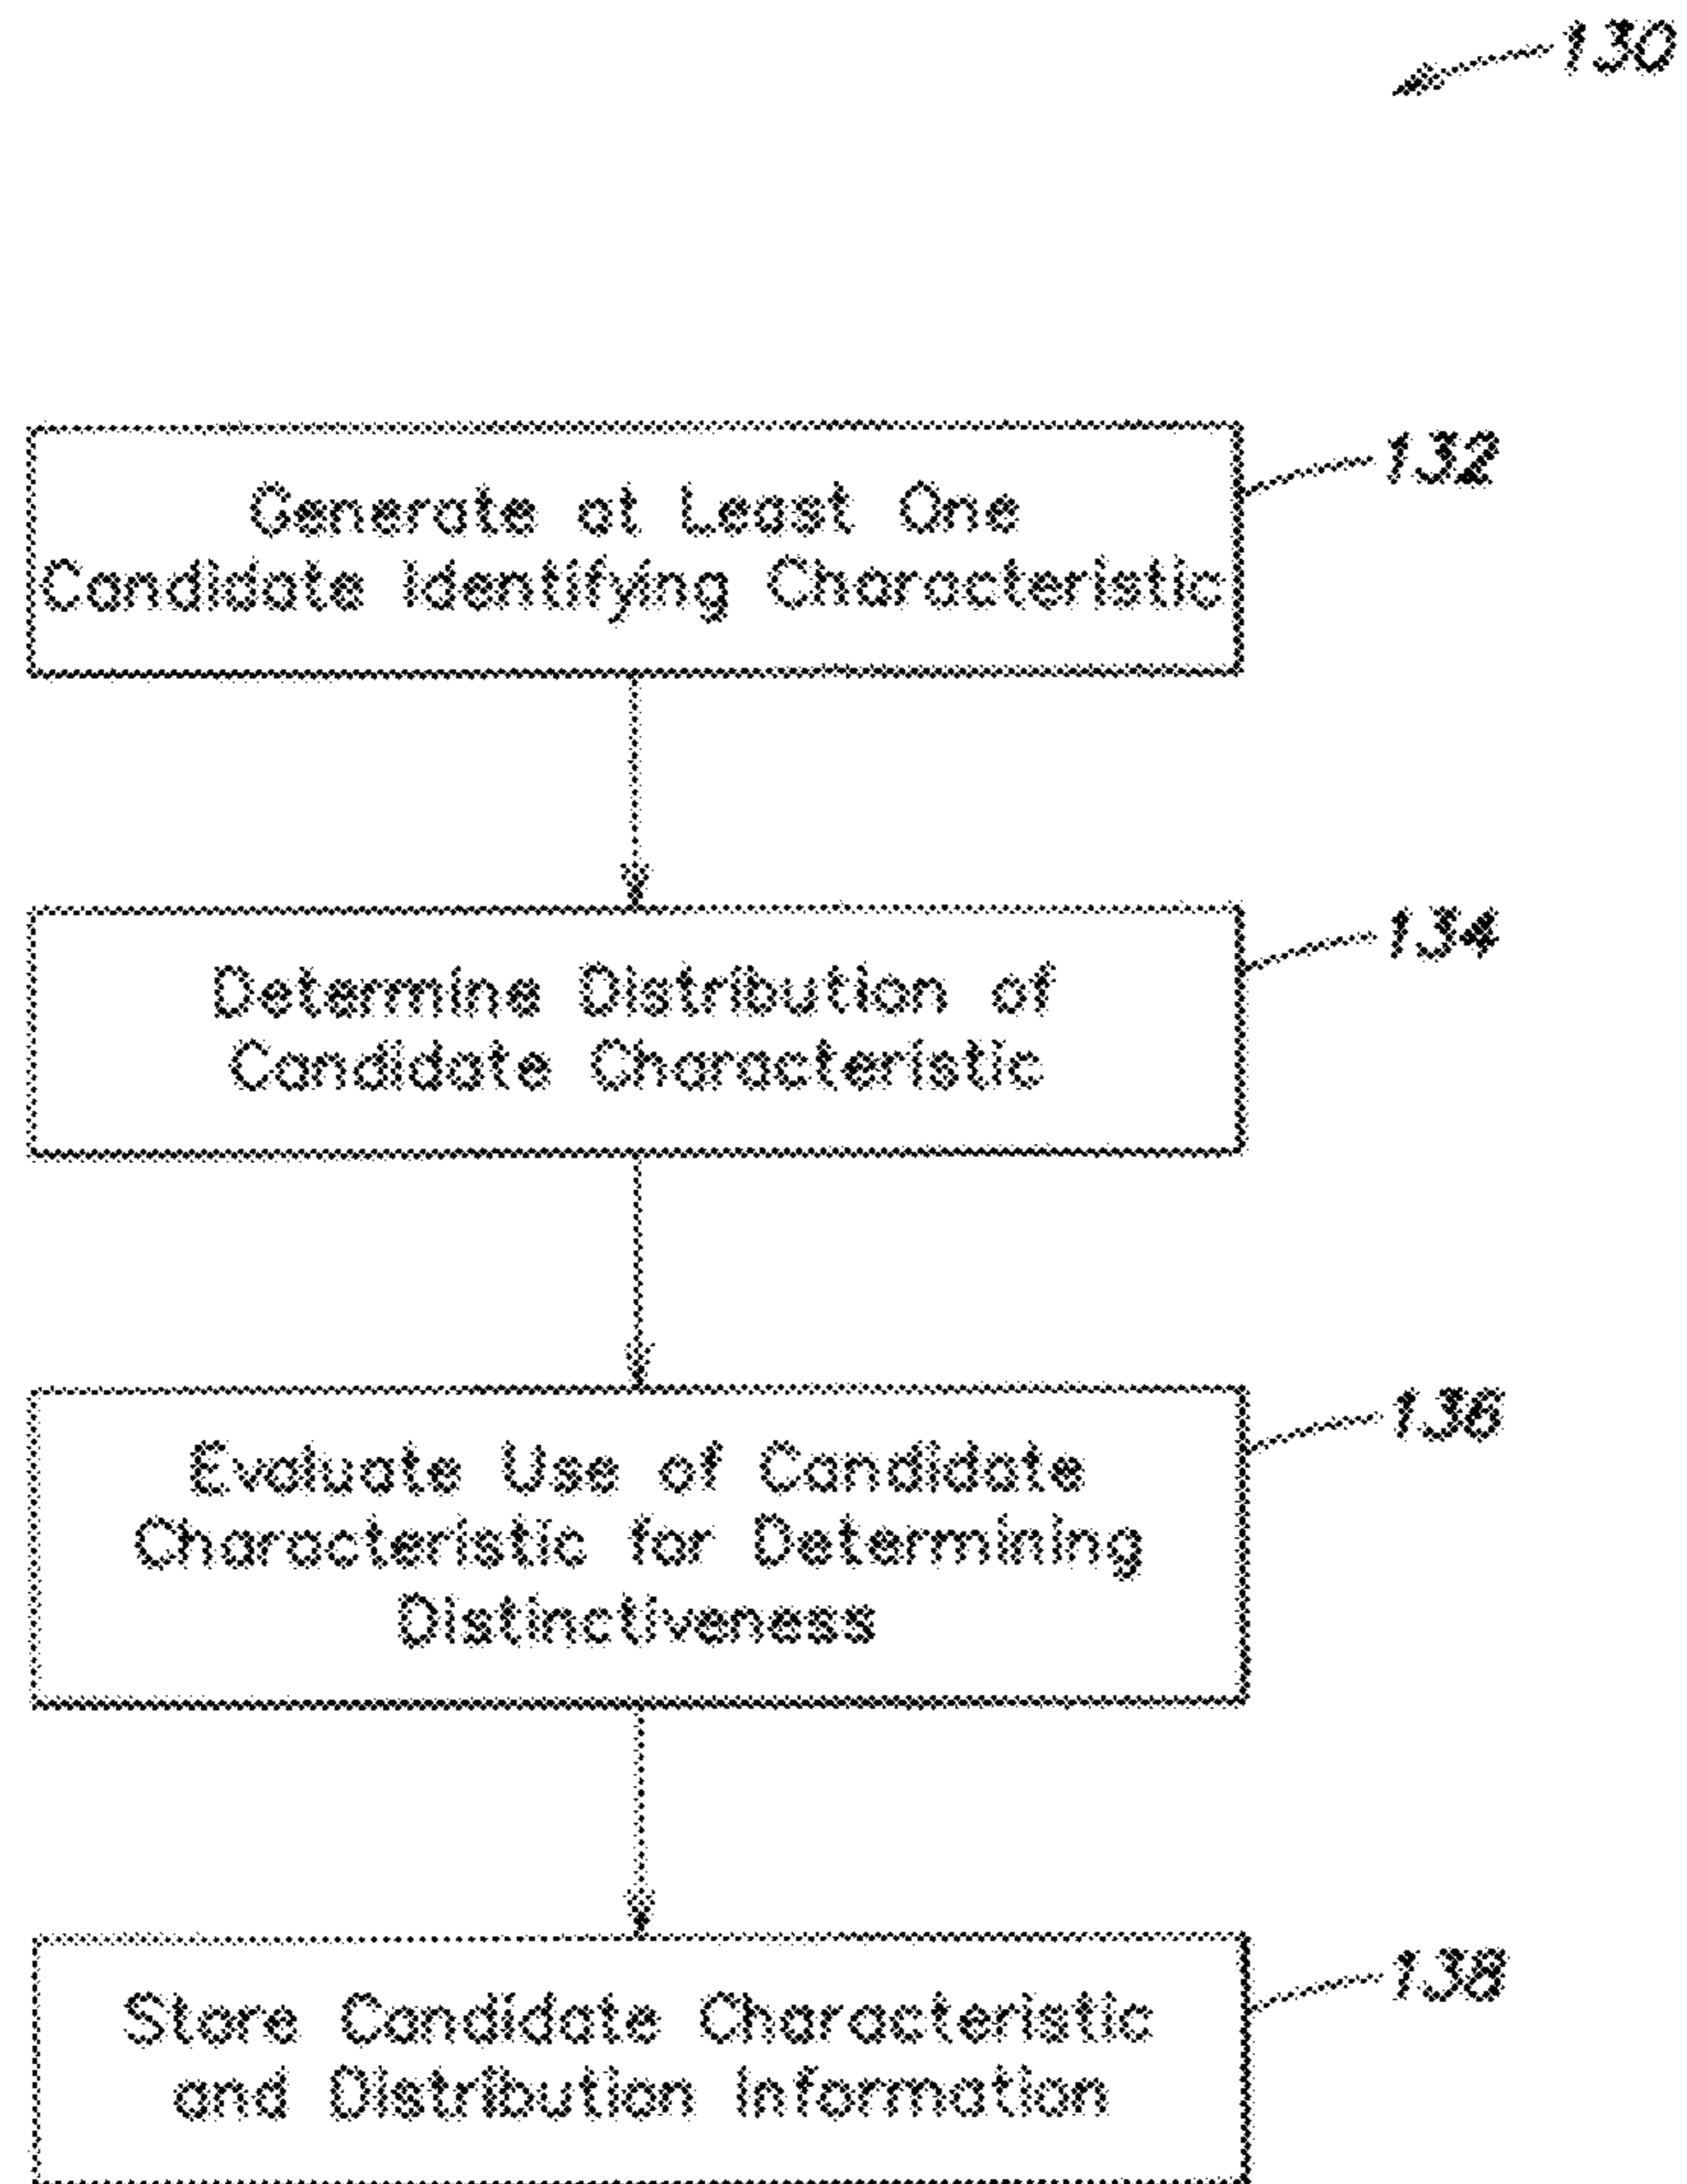 130
Generate at Least One
132
Candidate Identifying Characteristic
Determine Distribution of
134
Candidate Characteristic
Evaluate Use of Candidate
136
Characteristic for Determining
Distinctiveness
Store Candidate Characteristic
138
and Distribution Information